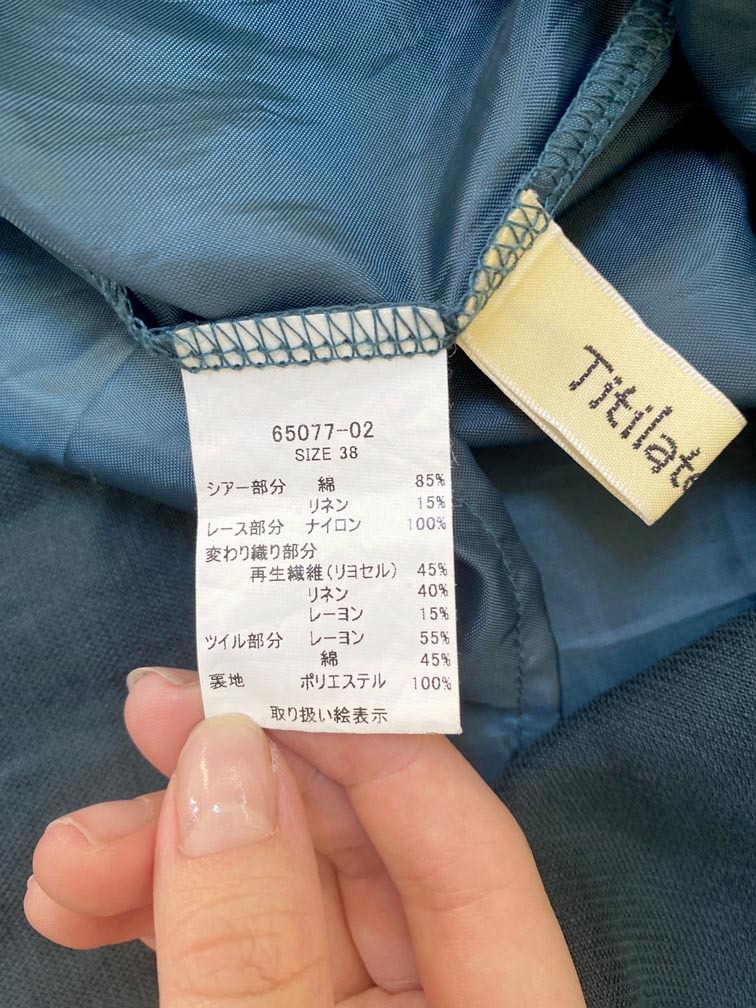 65077-02
SIZE 38
シアー部分 綿 85%
リネン 15%
レース部分 ナイロン 100%
変わり織り部分
再生繊維(リヨセル) 45%
リネン 40%
レーヨン 15%
ツイル部分 レーヨン 55%
綿 45%
裏地 ポリエステル 100%
取り扱い絵表示
Titilat